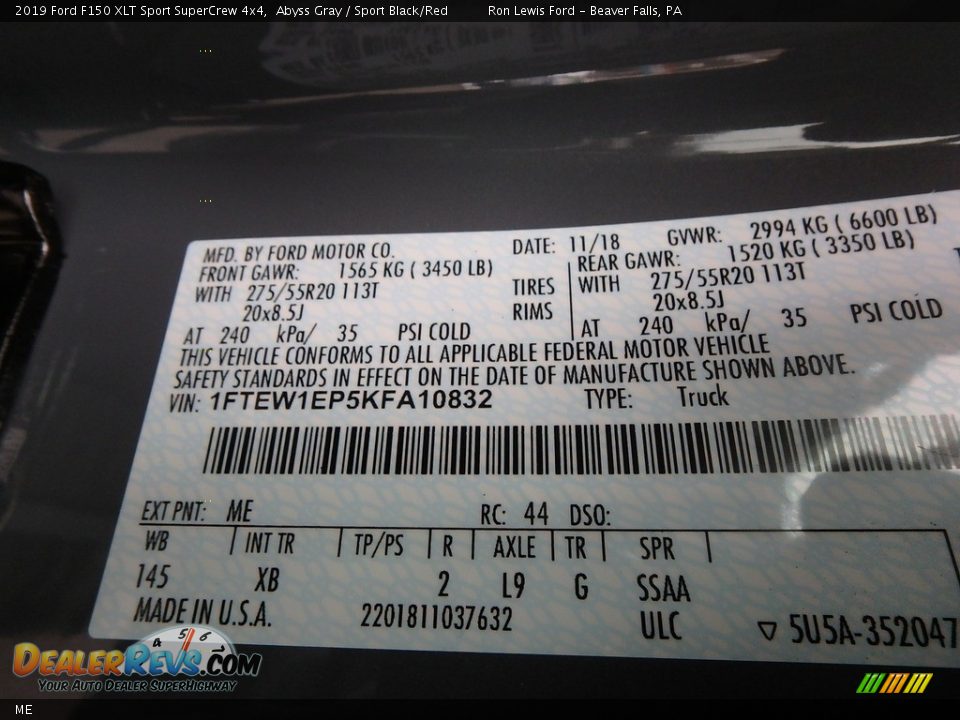 2019 Ford F150 XLT Sport SuperCrew 4x4, Abyss Gray / Sport Black/Red Ron Lewis Ford - Beaver Falls, PA
MFD. BY FORD MOTOR CO. DATE: 11/18 GVWR: 2994 KG ( 6600 LB)
FRONT GAWR: 1565 KG ( 3450 LB) REAR GAWR: 1520 KG ( 3350 LB)
WITH 275/55R20 113T TIRES WITH 275/55R20 113T
20x8.5J RIMS 20x8.5J
AT 240 kPa/ 35 PSI COLD AT 240 kPa/ 35 PSI COLD
THIS VEHICLE CONFORMS TO ALL APPLICABLE FEDERAL MOTOR VEHICLE
SAFETY STANDARDS IN EFFECT ON THE DATE OF MANUFACTURE SHOWN ABOVE.
VIN: 1FTEW1EP5KFA10832 TYPE: Truck
EXT PNT: ME RC: 44 DSO:
WB INT TR TP/PS R AXLE TR SPR
145 XB 2 L9 G SSAA
MADE IN U.S.A. 2201811037632 ULC 5U5A-352047
4 5 6
DEALERREVS.COM
YOUR AUTO DEALER SUPERHIGHWAY
ME